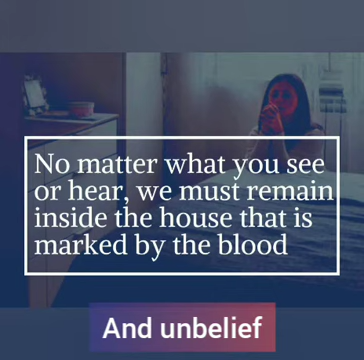 No matter what you see
or hear, we must remain
inside the house that is
marked by the blood
And unbelief